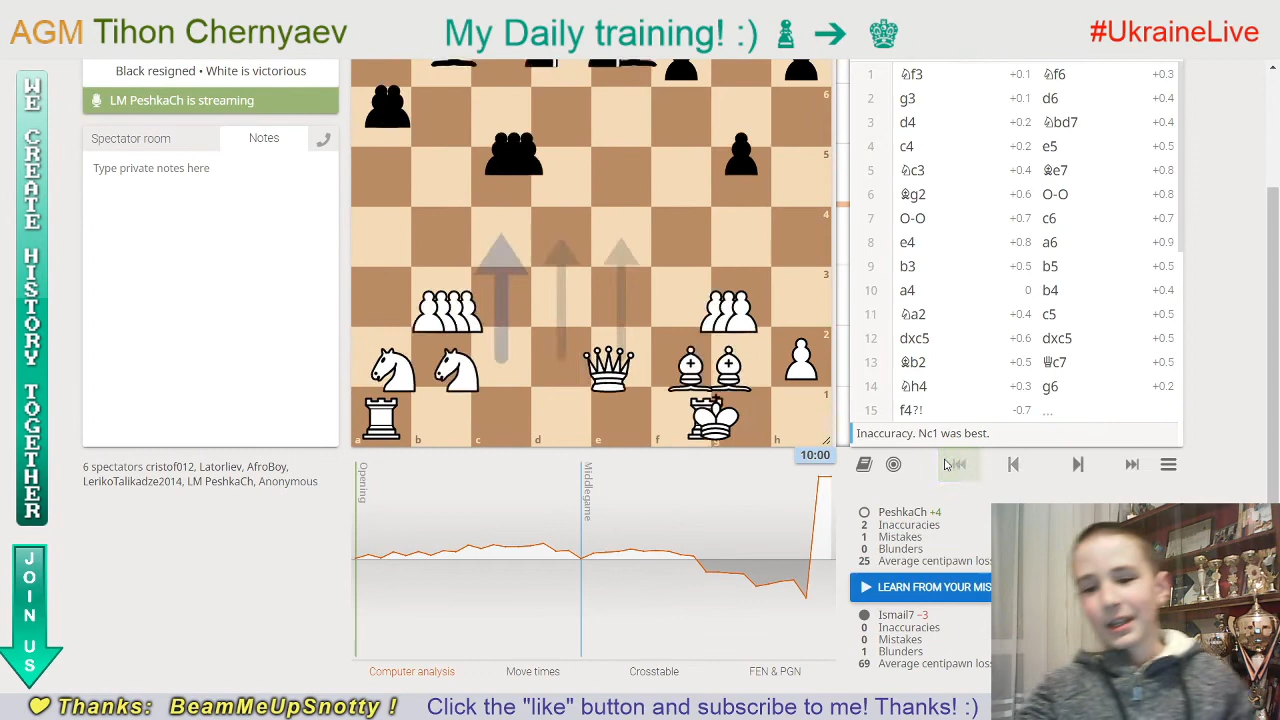 AGM Tihon Chernyaev
My Daily training! :)
#UkraineLive
WE CREATE HISTORY TOGETHER
JOIN US
Black resigned • White is victorious
LM PeshkaCh is streaming
Spectator room
Notes
Type private notes here
6 spectators cristof012, Latorliev, AfroBoy,
LerikoTalikadze2014, LM PeshkaCh, Anonymous
6
5
4
3
2
1
a b c d e f g h
1 ♘f3 +0.1 ♘f6 +0.3
2 g3 +0.1 d6 +0.4
3 d4 +0.2 ♘bd7 +0.4
4 c4 +0.2 e5 +0.5
5 ♘c3 +0.4 ♗e7 +0.8
6 ♗g2 +0.6 O-O +0.8
7 O-O +0.7 c6 +0.7
8 e4 +0.8 a6 +0.9
9 b3 +0.5 b5 +0.5
10 a4 0 b4 +0.4
11 ♘a2 +0.4 c5 +0.5
12 dxc5 +0.5 dxc5 +0.5
13 ♗b2 +0.6 ♕c7 +0.5
14 ♘h4 +0.3 g6 +0.2
15 f4?! -0.7 ...
Inaccuracy. Nc1 was best.
10:00
Opening
Middlegame
Computer analysis
Move times
Crosstable
FEN & PGN
PeshkaCh +4
2 Inaccuracies
1 Mistakes
0 Blunders
25 Average centipawn loss
LEARN FROM YOUR MIS
Ismail7 −3
0 Inaccuracies
0 Mistakes
1 Blunders
69 Average centipawn loss
Thanks: BeamMeUpSnotty !
Click the "like" button and subscribe to me! Thanks! :)